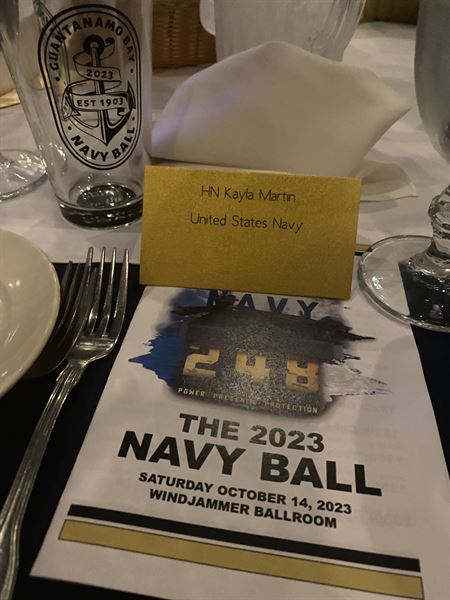 GUANTANAMO BAY
2023
EST 1903
NAVY BALL
HN Kayla Martin
United States Navy
NAVY
248
POWER PRESENCE PROTECTION
THE 2023
NAVY BALL
SATURDAY OCTOBER 14, 2023
WINDJAMMER BALLROOM